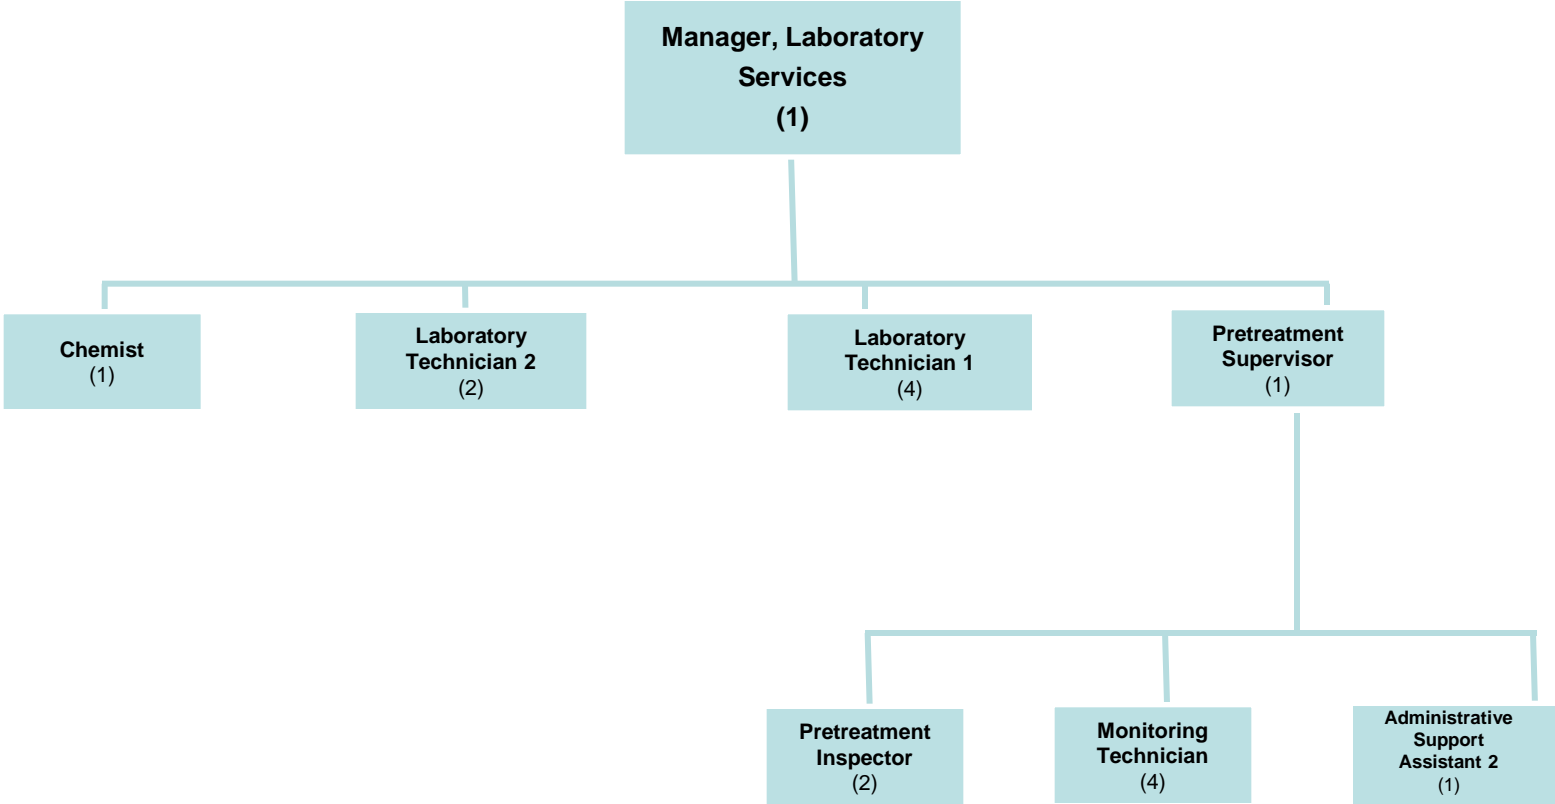 Manager, Laboratory
Services
(1)
Chemist
(1)
Laboratory
Technician 2
(2)
Laboratory
Technician 1
(4)
Pretreatment
Supervisor
(1)
Pretreatment
Inspector
(2)
Monitoring
Technician
(4)
Administrative
Support
Assistant 2
(1)